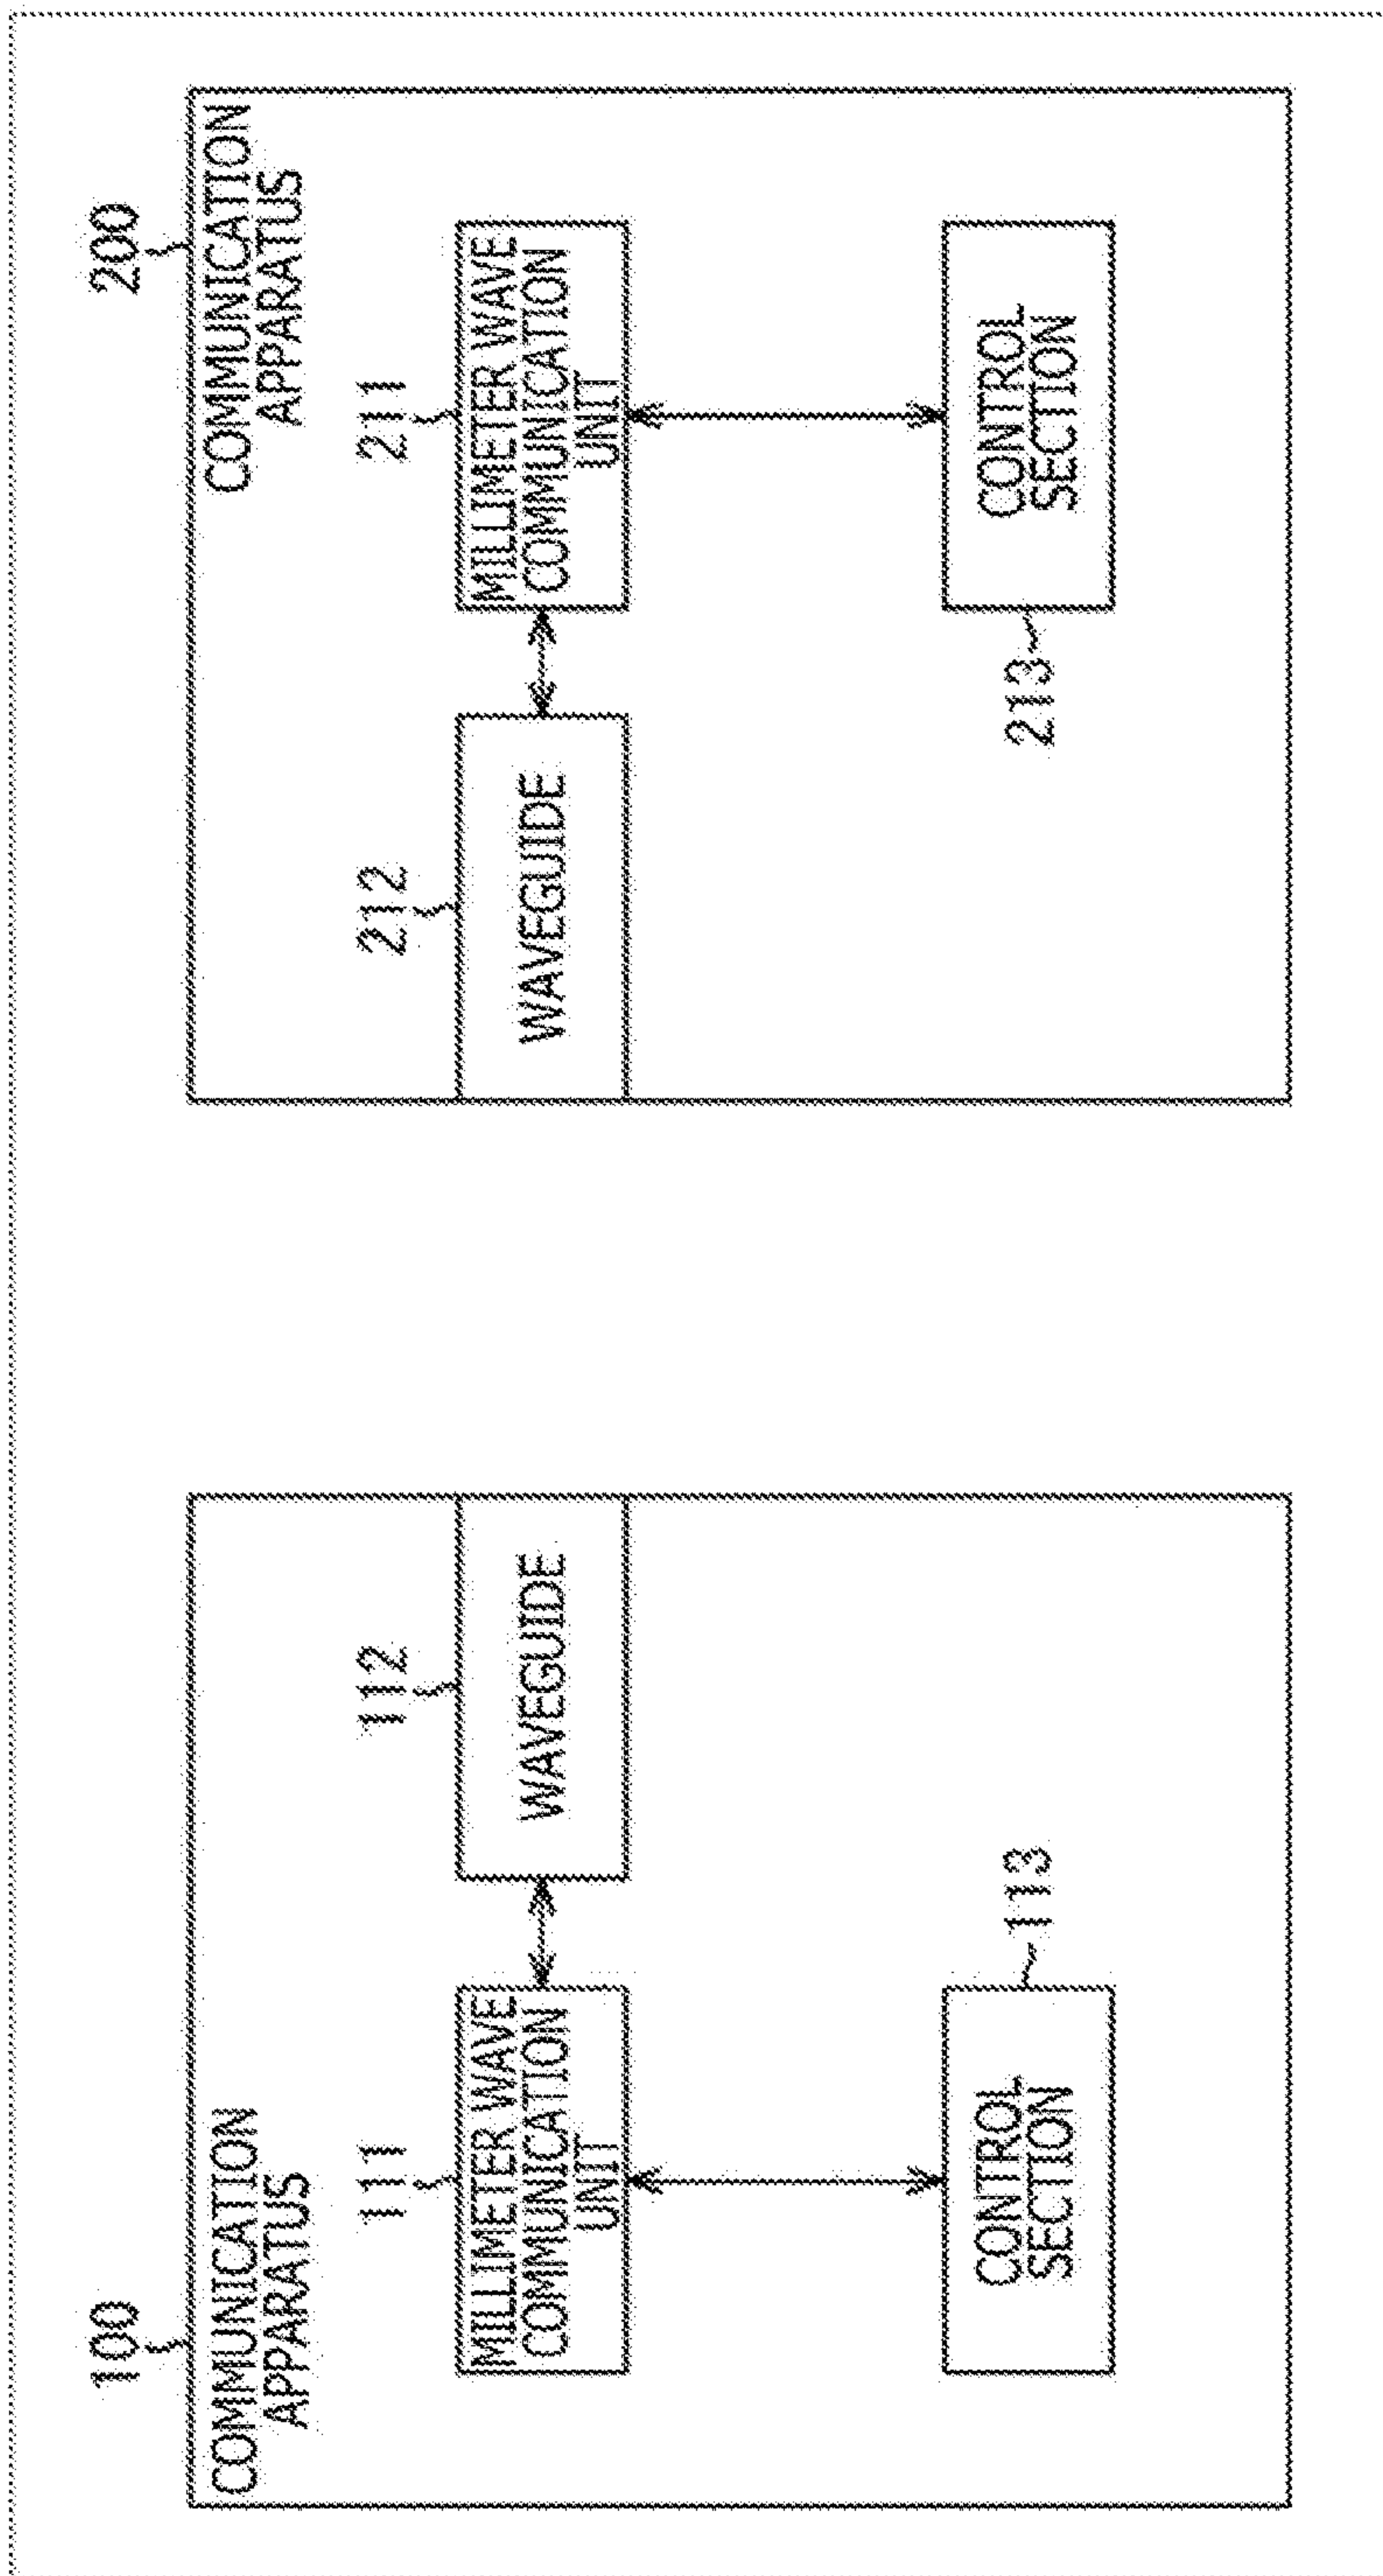 100
COMMUNICATION
APPARATUS
111
MILLIMETER WAVE
COMMUNICATION
UNIT
112
WAVEGUIDE
CONTROL
SECTION
113
200
COMMUNICATION
APPARATUS
212
WAVEGUIDE
211
MILLIMETER WAVE
COMMUNICATION
UNIT
213
CONTROL
SECTION